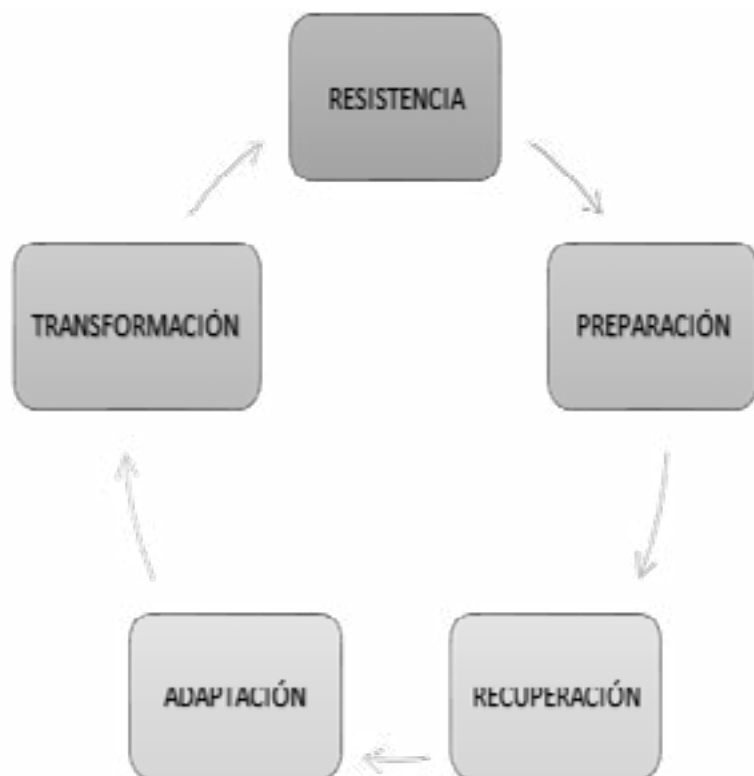 RESISTENCIA
PREPARACIÓN
RECUPERACIÓN
ADAPTACIÓN
TRANSFORMACIÓN